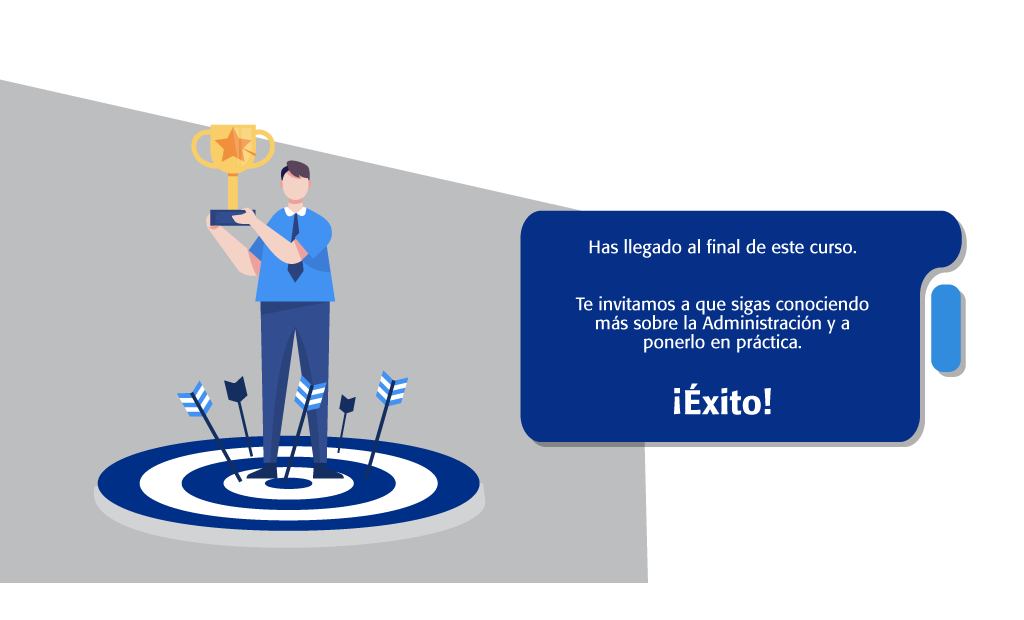 Has llegado al final de este curso.
Te invitamos a que sigas conociendo
más sobre la Administración y a
ponerlo en práctica.
¡Éxito!